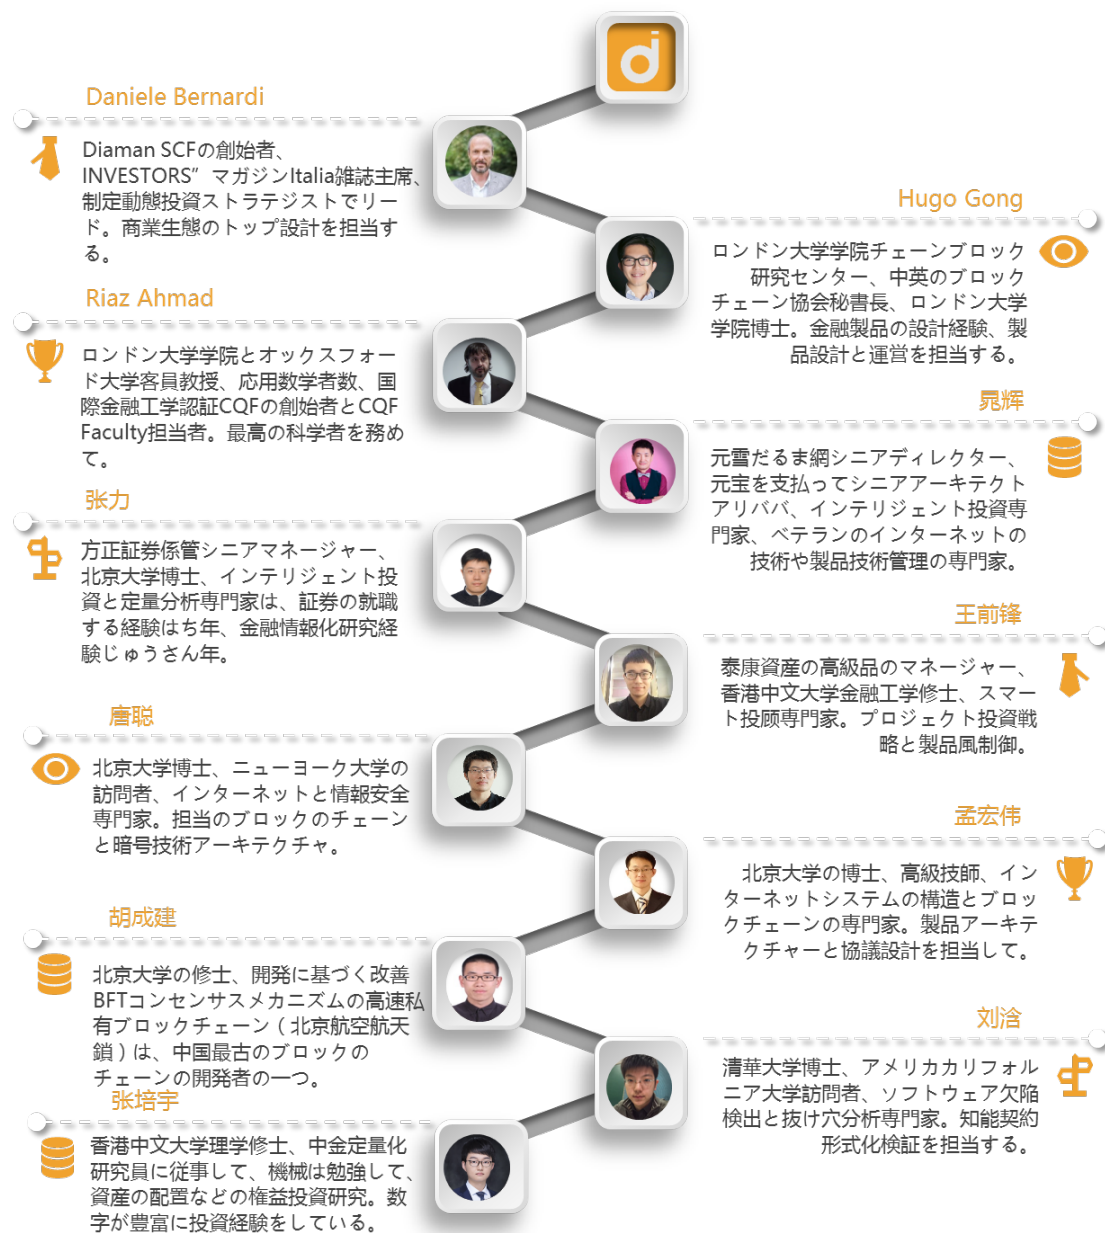 Daniele Bernardi
Diaman SCFの創始者、
INVESTORS”マガジンItalia雑誌主席、
制定動態投資ストラテジストでリー
ド。商業生態のトップ設計を担当す
る。
Hugo Gong
ロンドン大学学院チェーンブロック
研究センター、中英のブロック
チェーン協会秘書長、ロンドン大学
学院博士。金融製品の設計経験、製
品設計と運営を担当する。
Riaz Ahmad
ロンドン大学学院とオックスフォー
ド大学客員教授、応用数学者数、国
際金融工学認証CQFの創始者とCQF
Faculty担当者。最高の科学者を務め
て。
晁辉
元雪だるま網シニアディレクター、
元宝を支払ってシニアアーキテクト
アリババ、インテリジェント投資専
門家、ベテランのインターネットの
技術や製品技術管理の専門家。
张力
方正証券係管シニアマネージャー、
北京大学博士、インテリジェント投
資と定量分析専門家は、証券の就職
する経験はち年、金融情報化研究経
験じゅうさん年。
王前锋
泰康資産の高級品のマネージャー、
香港中文大学金融工学修士、スマー
ト投顾専門家。プロジェクト投資戦
略と製品風制御。
唐聪
北京大学博士、ニューヨーク大学の
訪問者、インターネットと情報安全
専門家。担当のブロックのチェーン
と暗号技術アーキテクチャ。
孟宏伟
北京大学の博士、高級技師、イン
ターネットシステムの構造とブロッ
クチェーンの専門家。製品アーキテ
クチャーと協議設計を担当して。
胡成建
北京大学の修士、開発に基づく改善
BFTコンセンサスメカニズムの高速私
有ブロックチェーン（北京航空航天
鎖）は、中国最古のブロックの
チェーンの開発者の一つ。
刘浛
清華大学博士、アメリカカリフォル
ニア大学訪問者、ソフトウェア欠陥
検出と抜け穴分析専門家。知能契約
形式化検証を担当する。
张培宇
香港中文大学理学修士、中金定量化
研究員に従事して、機械は勉強して、
資産の配置などの権益投資研究。数
字が豊富に投資経験をしている。